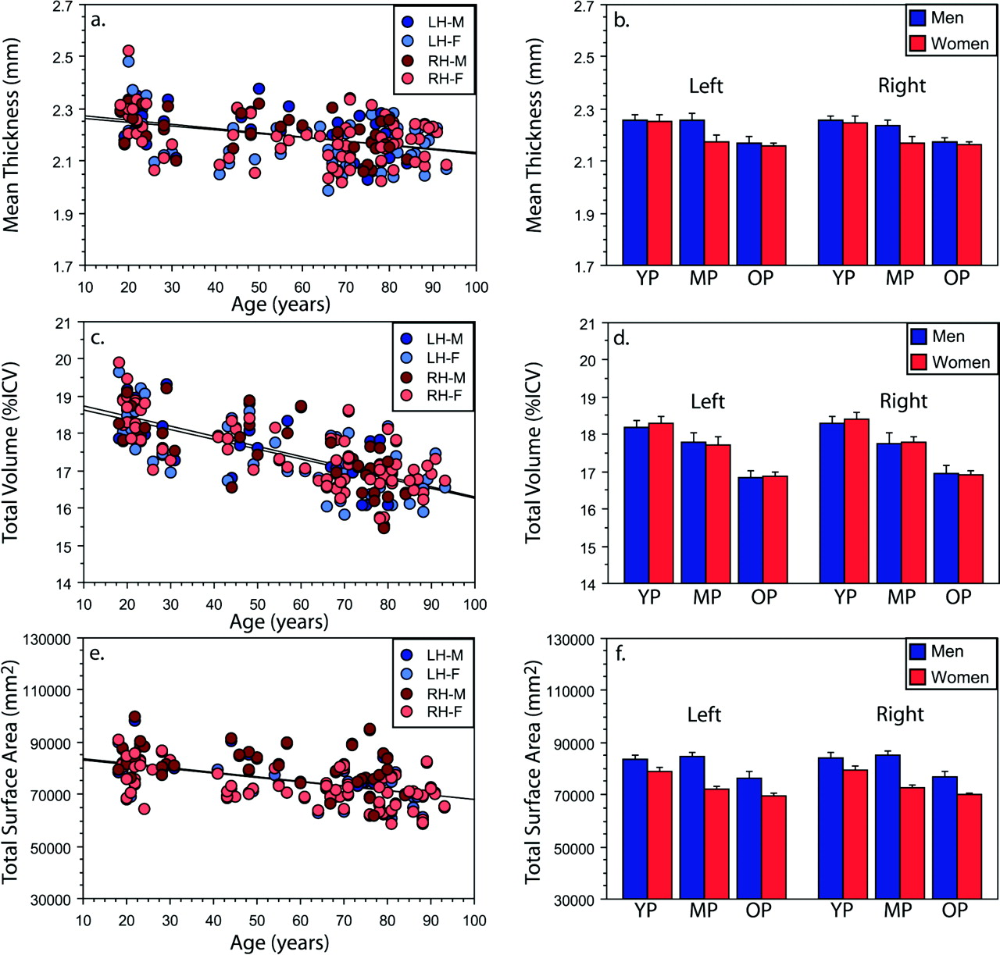 a.
LH-M
LH-F
RH-M
RH-F
Mean Thickness (mm)
2.7
2.5
2.3
2.1
1.9
1.7
10 20 30 40 50 60 70 80 90 100
Age (years)
b.
Men
Women
Left Right
Mean Thickness (mm)
2.7
2.5
2.3
2.1
1.9
1.7
YP MP OP YP MP OP
c.
LH-M
LH-F
RH-M
RH-F
Total Volume (%ICV)
21
20
19
18
17
16
15
14
10 20 30 40 50 60 70 80 90 100
Age (years)
d.
Men
Women
Left Right
Total Volume (%ICV)
21
20
19
18
17
16
15
14
YP MP OP YP MP OP
e.
LH-M
LH-F
RH-M
RH-F
Total Surface Area (mm2)
130000
110000
90000
70000
50000
30000
10 20 30 40 50 60 70 80 90 100
Age (years)
f.
Men
Women
Left Right
Total Surface Area (mm2)
130000
110000
90000
70000
50000
30000
YP MP OP YP MP OP